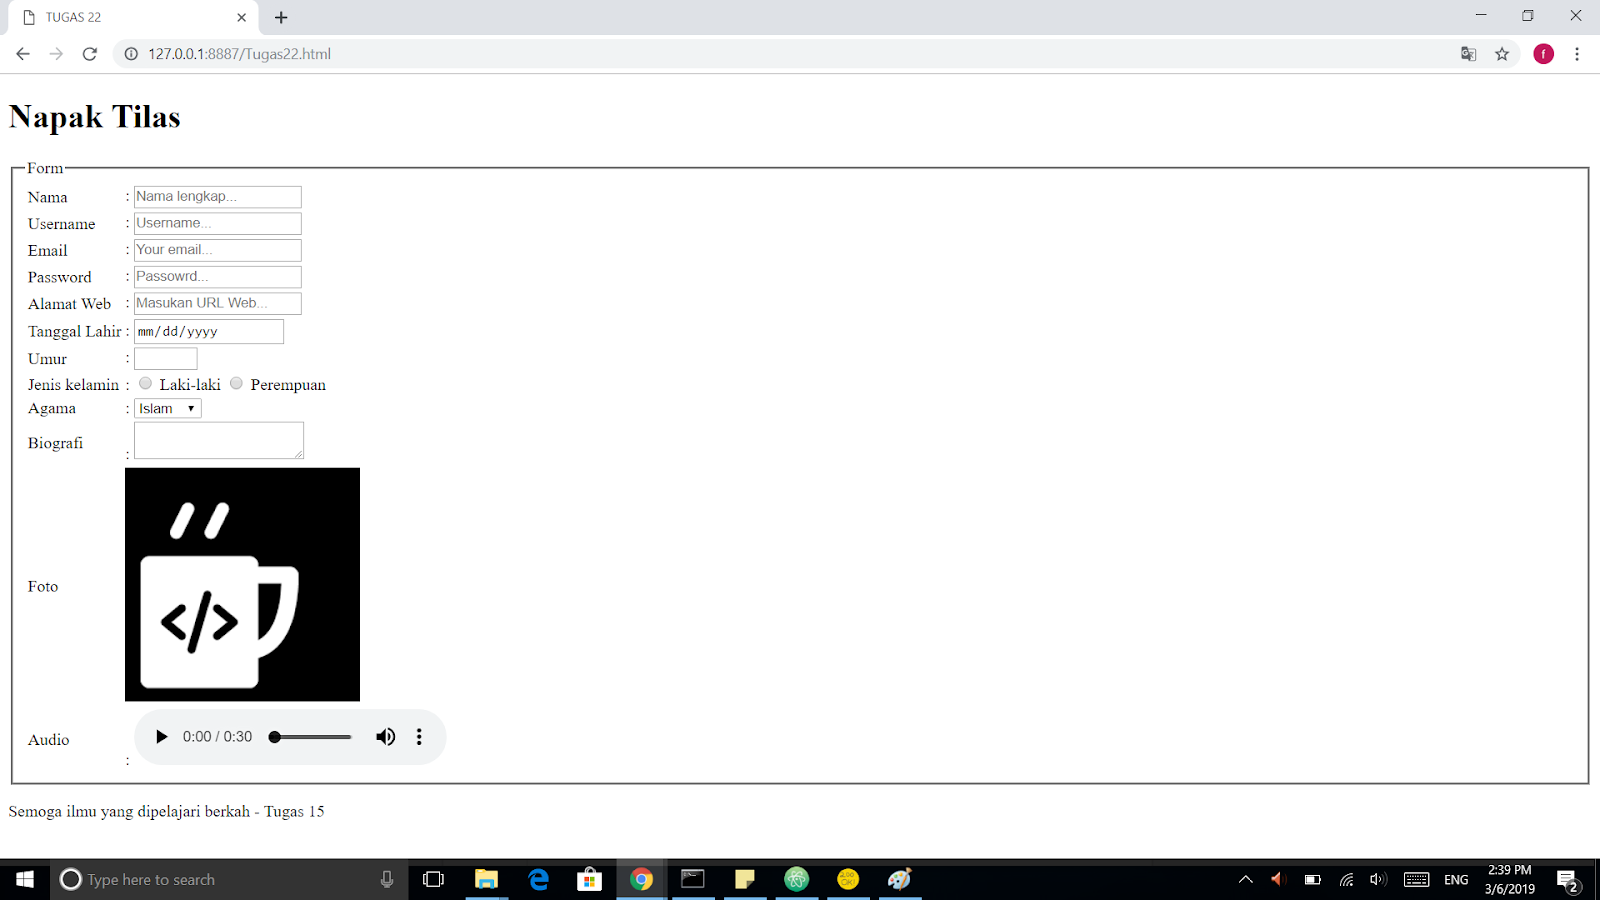 TUGAS 22
127.0.0.1:8887/Tugas22.html
f
Napak Tilas
Form
Nama : Nama lengkap...
Username : Username...
Email : Your email...
Password : Passowrd...
Alamat Web : Masukan URL Web...
Tanggal Lahir : mm/dd/yyyy
Umur :
Jenis kelamin : Laki-laki Perempuan
Agama : Islam
Biografi :
Foto
</>
Audio : 0:00 / 0:30
Semoga ilmu yang dipelajari berkah - Tugas 15
Type here to search
ENG
2:39 PM
3/6/2019
2